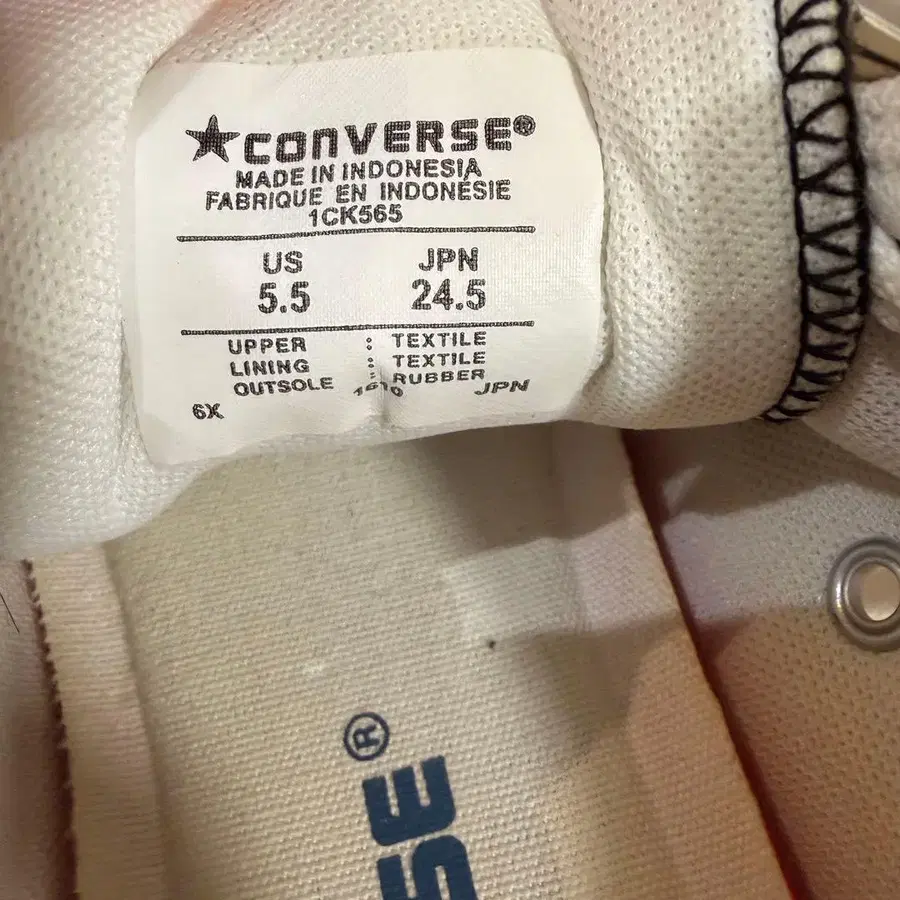 CONVERSE®
MADE IN INDONESIA
FABRIQUE EN INDONESIE
1CK565
US JPN
5.5 24.5
UPPER : TEXTILE
LINING : TEXTILE
OUTSOLE : RUBBER
6X JPN
SE®